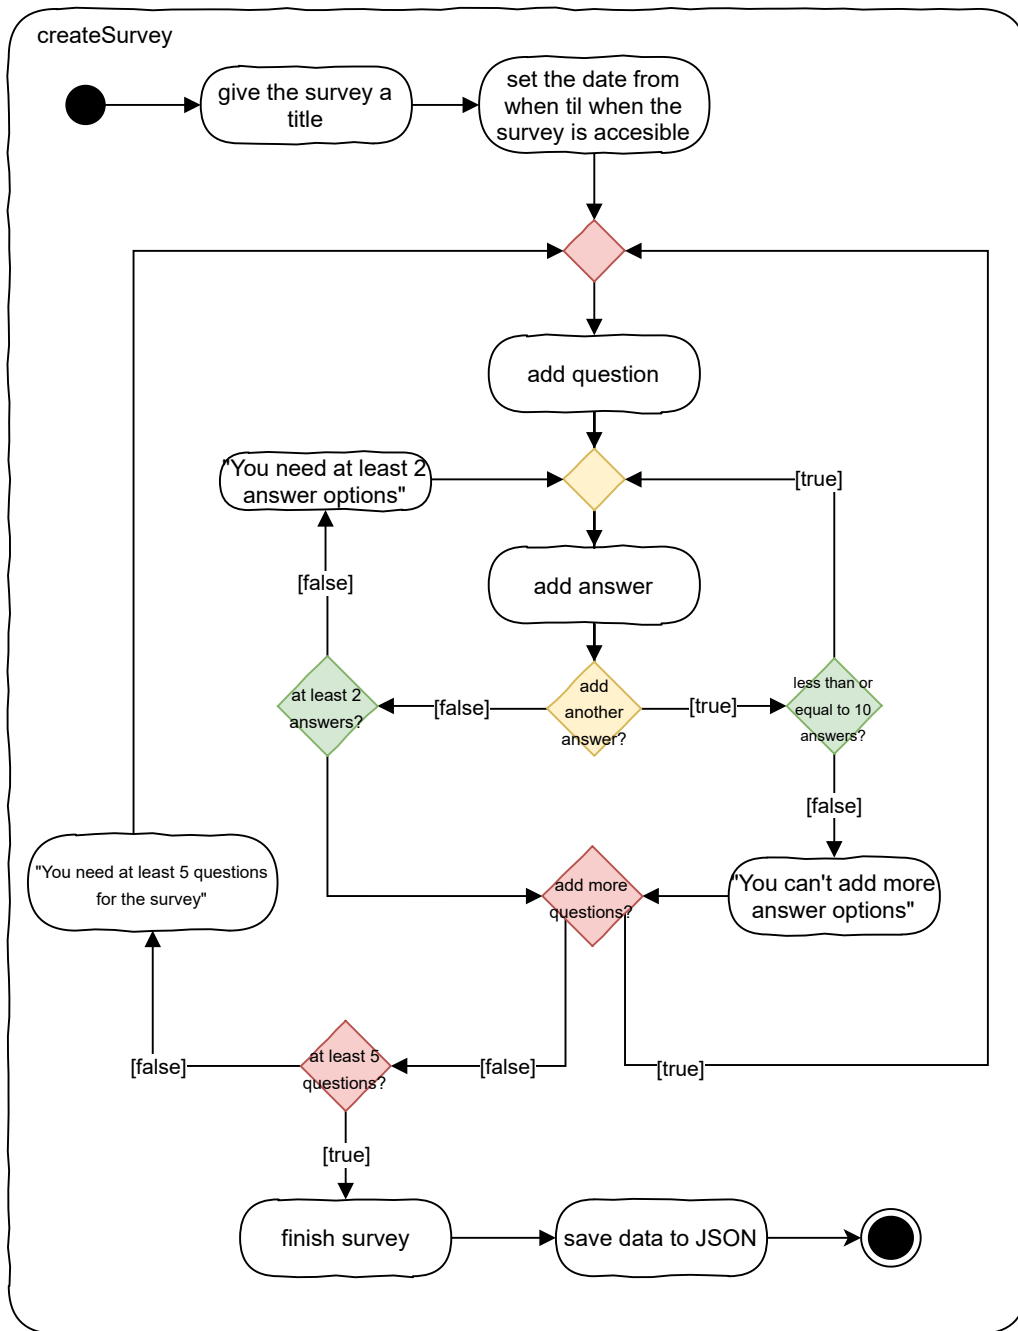 createSurvey
give the survey a
title
set the date from
when til when the
survey is accesible
add question
"You need at least 2
answer options"
[true]
[false]
add answer
at least 2
answers?
[false]
add
another
answer?
[true]
less than or
equal to 10
answers?
[false]
"You need at least 5 questions
for the survey"
add more
questions?
"You can't add more
answer options"
[false]
at least 5
questions?
[false]
[true]
[true]
finish survey
save data to JSON